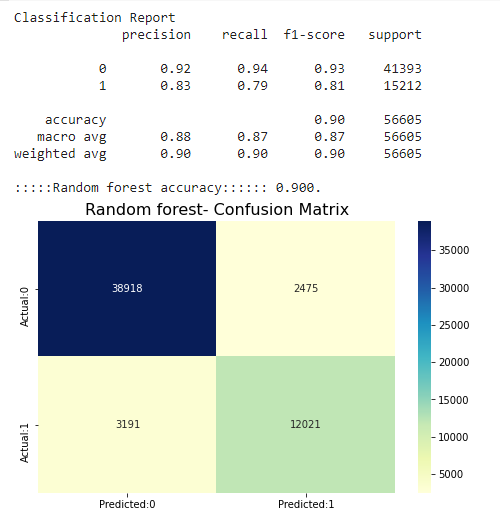 Classification Report
precision recall f1-score support
0 0.92 0.94 0.93 41393
1 0.83 0.79 0.81 15212
accuracy 0.90 56605
macro avg 0.88 0.87 0.87 56605
weighted avg 0.90 0.90 0.90 56605
:::::Random forest accuracy:::::: 0.900.
Random forest- Confusion Matrix
Actual:0
38918 2475
Actual:1
3191 12021
Predicted:0 Predicted:1
35000
30000
25000
20000
15000
10000
5000